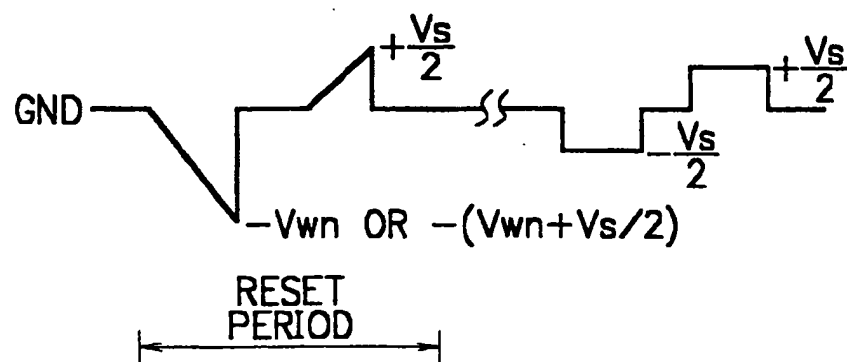 +Vs/2
+Vs/2
GND
-Vs/2
-Vwn OR -(Vwn+Vs/2)
RESET
PERIOD